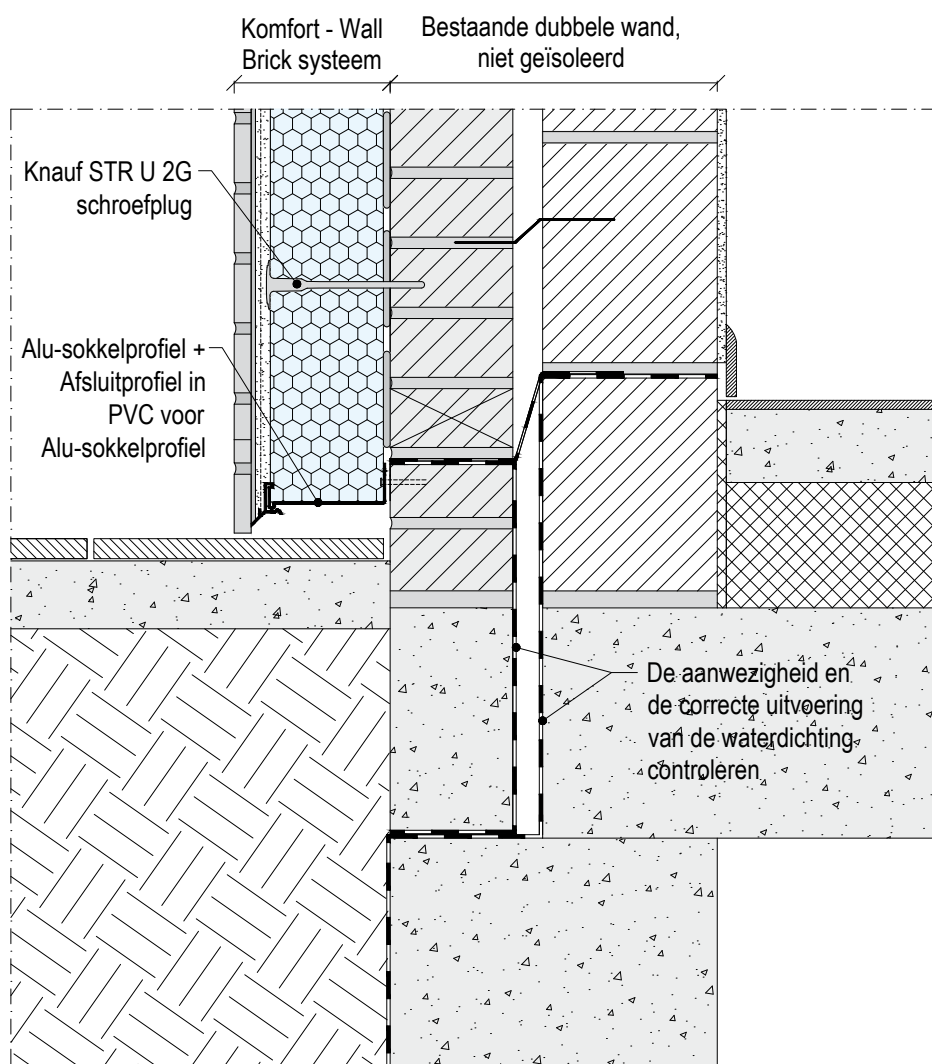 Komfort - Wall
Brick systeem
Bestaande dubbele wand,
niet geïsoleerd
Knauf STR U 2G
schroefplug
Alu-sokkelprofiel +
Afsluitprofiel in
PVC voor
Alu-sokkelprofiel
De aanwezigheid en
de correcte uitvoering
van de waterdichting
controleren